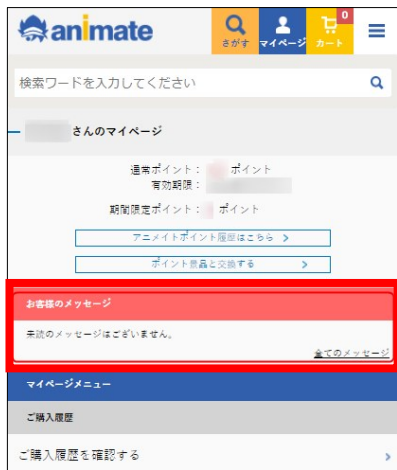 animate
さがす
マイページ
0
カート
検索ワードを入力してください
さんのマイページ
通常ポイント： ポイント
有効期限：
期間限定ポイント： ポイント
アニメイトポイント履歴はこちら
ポイント景品と交換する
お客様のメッセージ
未読のメッセージはございません。
全てのメッセージ
マイページメニュー
ご購入履歴
ご購入履歴を確認する